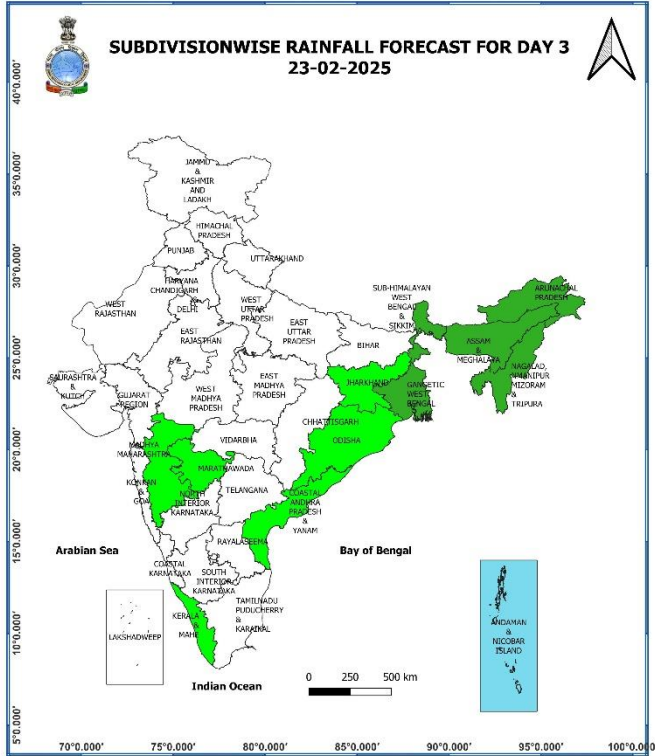 SUBDIVISIONWISE RAINFALL FORECAST FOR DAY 3
23-02-2025
40°0.000'
35°0.000'
30°0.000'
25°0.000'
20°0.000'
15°0.000'
10°0.000'
5°0.000'
JAMMU
&
KASHMIR
AND
LADAKH
HIMACHAL
PRADESH
PUNJAB
UTTARAKHAND
HARYANA
CHANDIGARH
&
DELHI
WEST
RAJASTHAN
WEST
UTTAR
PRADESH
EAST
RAJASTHAN
EAST
UTTAR
PRADESH
SUB-HIMALAYAN
WEST
BENGAL
&
SIKKIM
ARUNACHAL
PRADESH
BIHAR
ASSAM
&
MEGHALAYA
NAGALAD,
MANIPUR
MIZORAM
&
TRIPURA
SAURASHTRA
&
KUTCH
GUJARAT
REGION
WEST
MADHYA
PRADESH
EAST
MADHYA
PRADESH
JHARKHAND
GANGETIC
WEST
BENGAL
CHHATTISGARH
ODISHA
VIDARBHA
MADHYA
MAHARASHTRA
MARATHAWADA
KONKAN
&
GOA
TELANGANA
NORTH
INTERIOR
KARNATAKA
COASTAL
ANDHRA
PRADESH
&
YANAM
RAYALASEEMA
Arabian Sea
Bay of Bengal
COASTAL
KARNATAKA
SOUTH
INTERIOR
KARNATAKA
TAMILNADU
PUDUCHERRY
&
KARAIKAL
KERALA
&
MAHE
LAKSHADWEEP
ANDAMAN
&
NICOBAR
ISLAND
Indian Ocean
0 250 500 km
70°0.000' 75°0.000' 80°0.000' 85°0.000' 90°0.000' 95°0.000' 100°0.000'